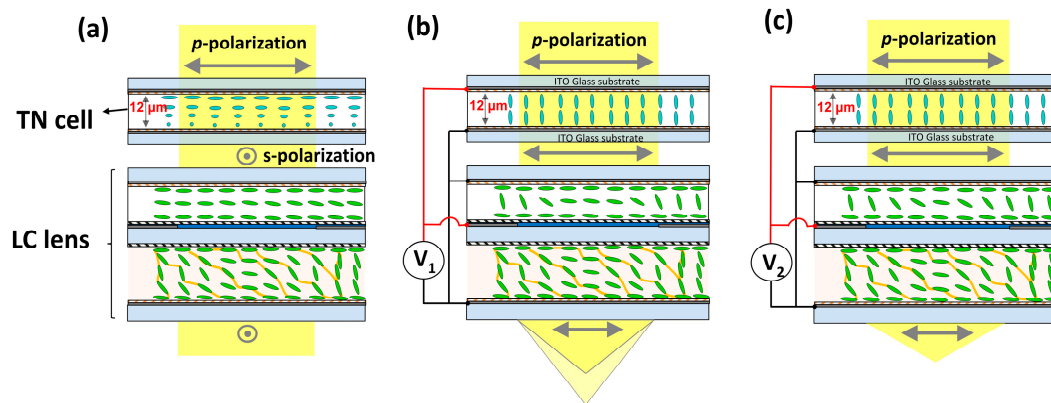 (a)
p-polarization
12 μm
TN cell
s-polarization
LC lens
(b)
p-polarization
ITO Glass substrate
12 μm
ITO Glass substrate
V1
(c)
p-polarization
ITO Glass substrate
12 μm
ITO Glass substrate
V2